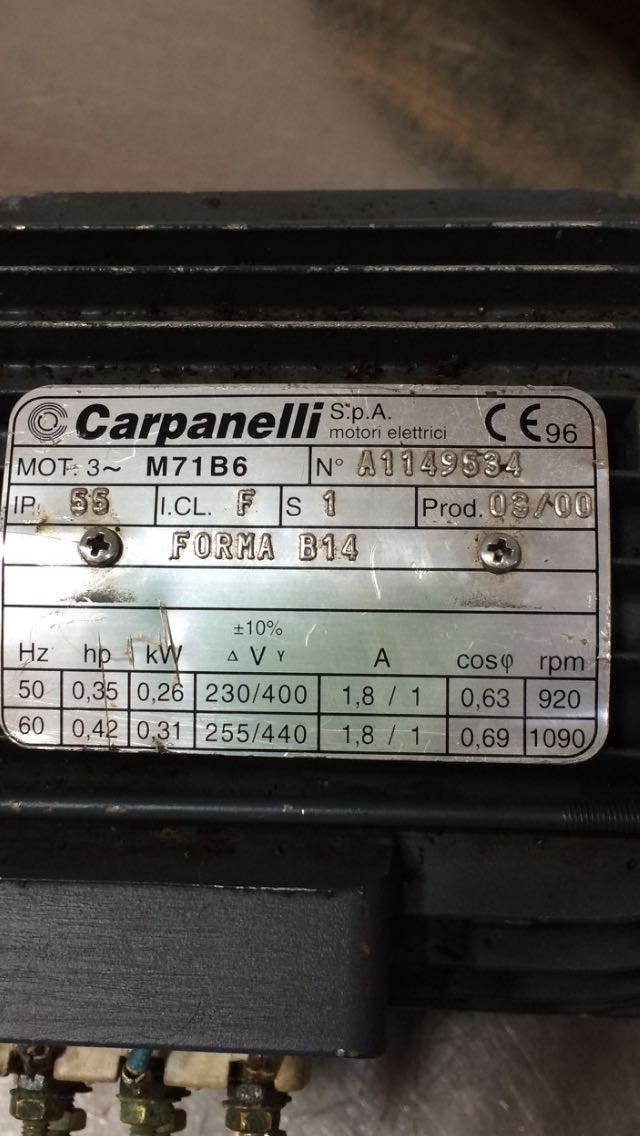 Carpanelli S.p.A. motori elettrici CE 96
MOT. 3~ M71B6 N° A1149534
IP 55 I.CL. F S 1 Prod. 03/00
FORMA B14
±10%
Hz hp kW Δ V Y A cosφ rpm
50 0,35 0,26 230/400 1,8 / 1 0,63 920
60 0,42 0,31 255/440 1,8 / 1 0,69 1090